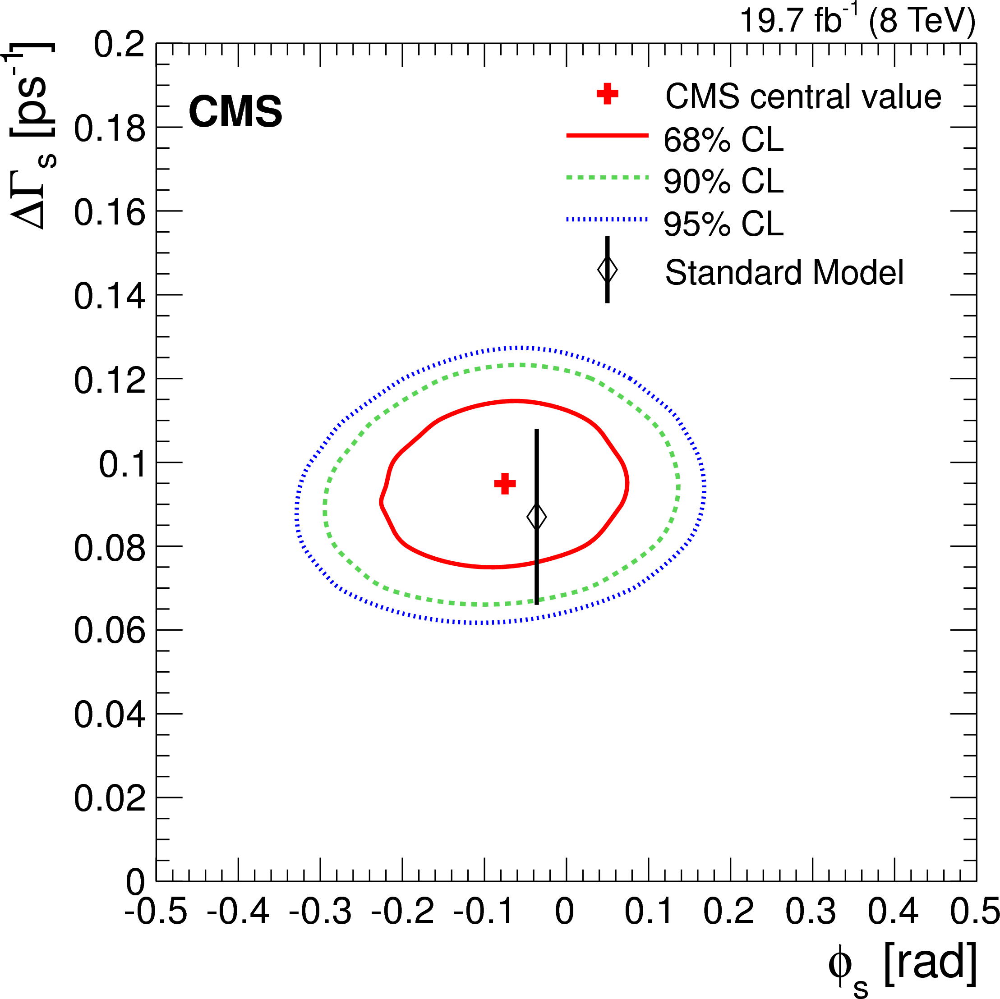 19.7 fb-1 (8 TeV)
ΔΓs [ps-1]
CMS
CMS central value
68% CL
90% CL
95% CL
Standard Model
0.2
0.18
0.16
0.14
0.12
0.1
0.08
0.06
0.04
0.02
0
-0.5 -0.4 -0.3 -0.2 -0.1 0 0.1 0.2 0.3 0.4 0.5
ϕs [rad]